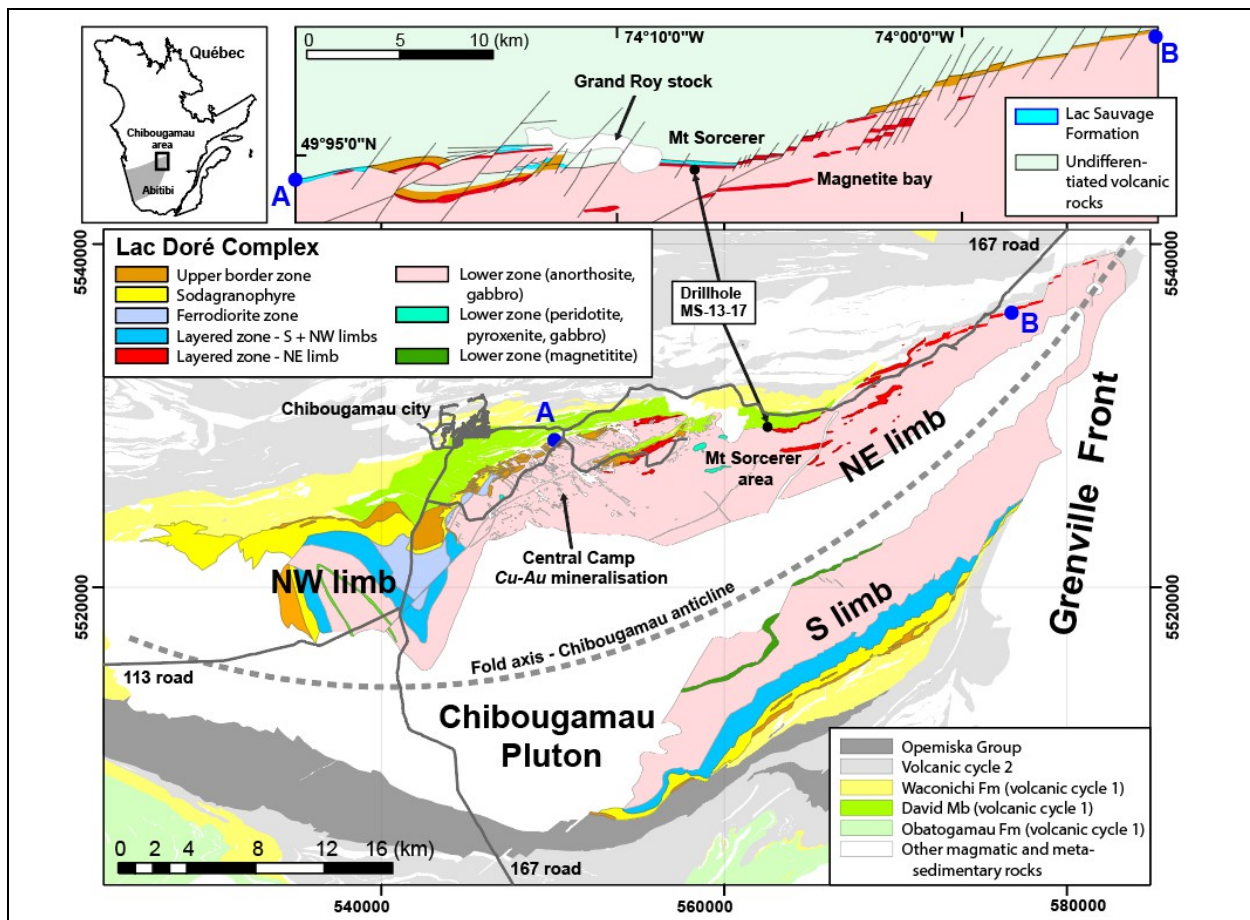 Québec
Chibougamau
area
Abitibi
0 5 10 (km)
74°10'0"W
74°00'0"W
B
Grand Roy stock
Mt Sorcerer
49°95'0"N
A
Magnetite bay
Lac Sauvage
Formation
Undifferen-
tiated volcanic
rocks
5540000
Lac Doré Complex
Upper border zone
Sodagranophyre
Ferrodiorite zone
Layered zone - S + NW limbs
Layered zone - NE limb
Lower zone (anorthosite,
gabbro)
Lower zone (peridotite,
pyroxenite, gabbro)
Lower zone (magnetitite)
Drillhole
MS-13-17
167 road
5540000
B
Chibougamau city
A
Mt Sorcerer
area
NE limb
Grenville Front
Central Camp
Cu-Au mineralisation
NW limb
5520000
S limb
5520000
Fold axis - Chibougamau anticline
113 road
Chibougamau
Pluton
Opemiska Group
Volcanic cycle 2
Waconichi Fm (volcanic cycle 1)
David Mb (volcanic cycle 1)
Obatogamau Fm (volcanic cycle 1)
Other magmatic and meta-
sedimentary rocks
0 2 4 8 12 16 (km)
167 road
540000
560000
580000